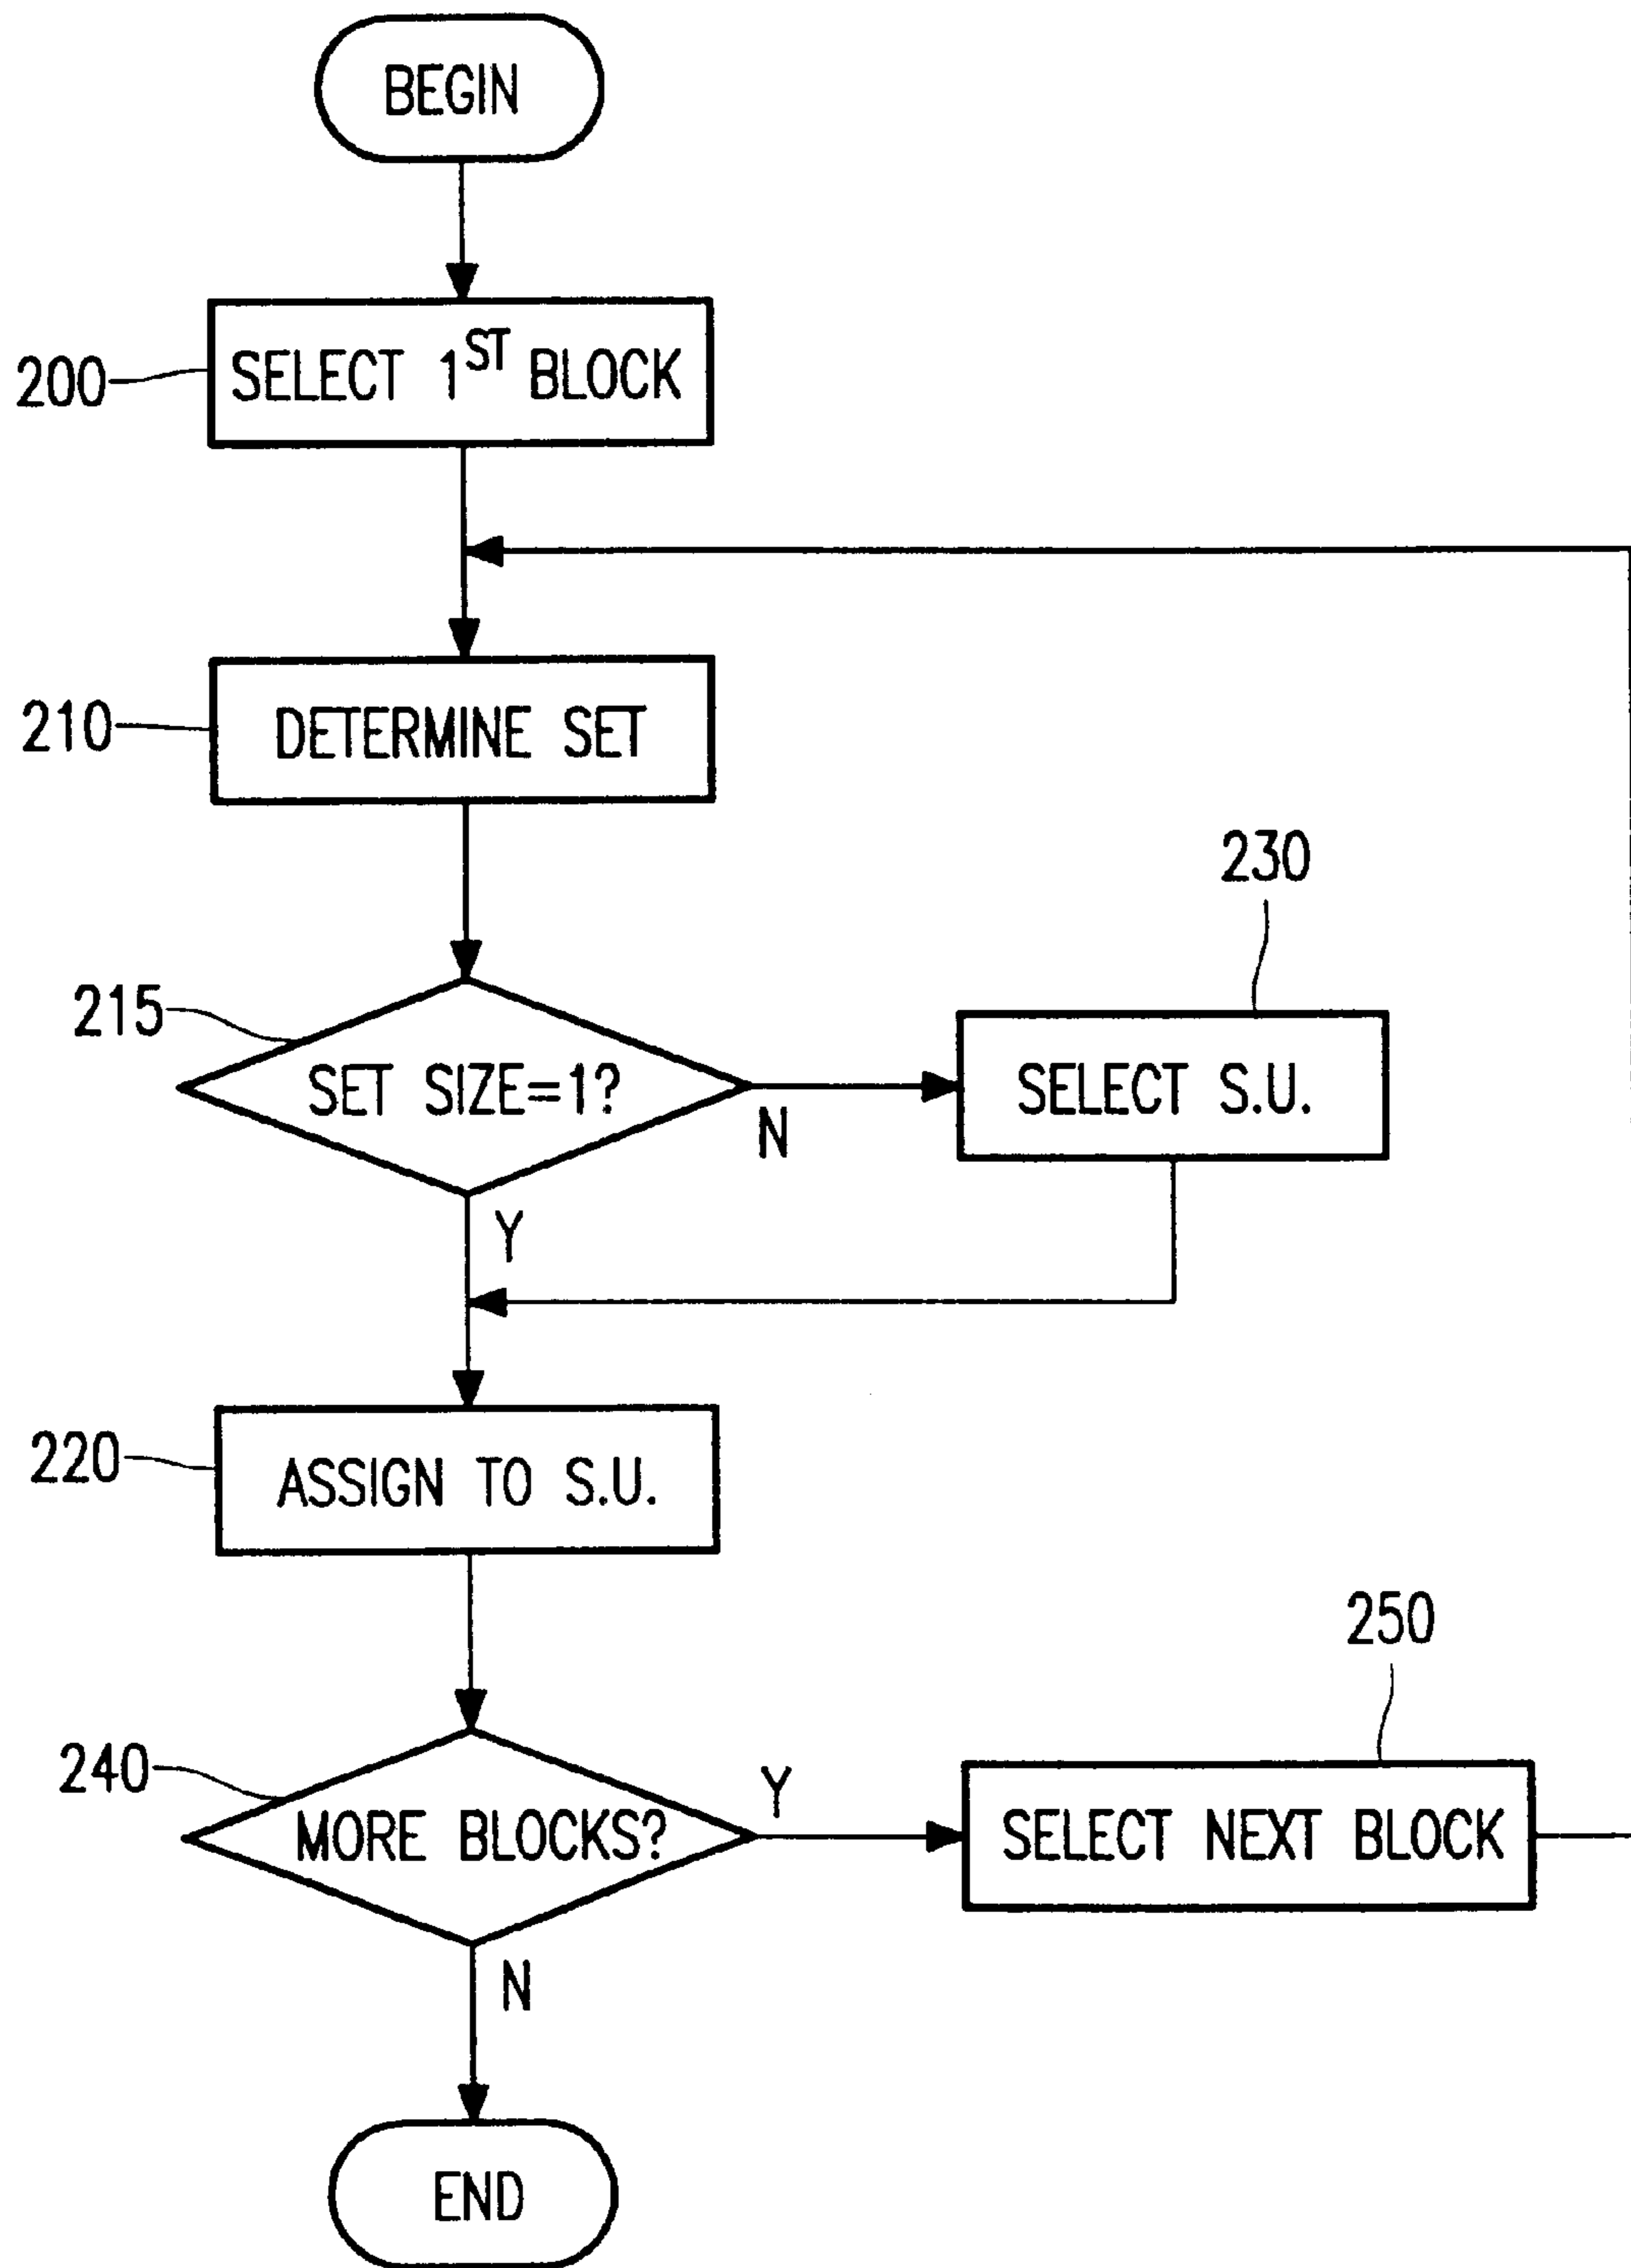 BEGIN
200
SELECT 1ST BLOCK
210
DETERMINE SET
230
215
SET SIZE=1?
N
SELECT S.U.
Y
220
ASSIGN TO S.U.
250
240
MORE BLOCKS?
Y
SELECT NEXT BLOCK
N
END